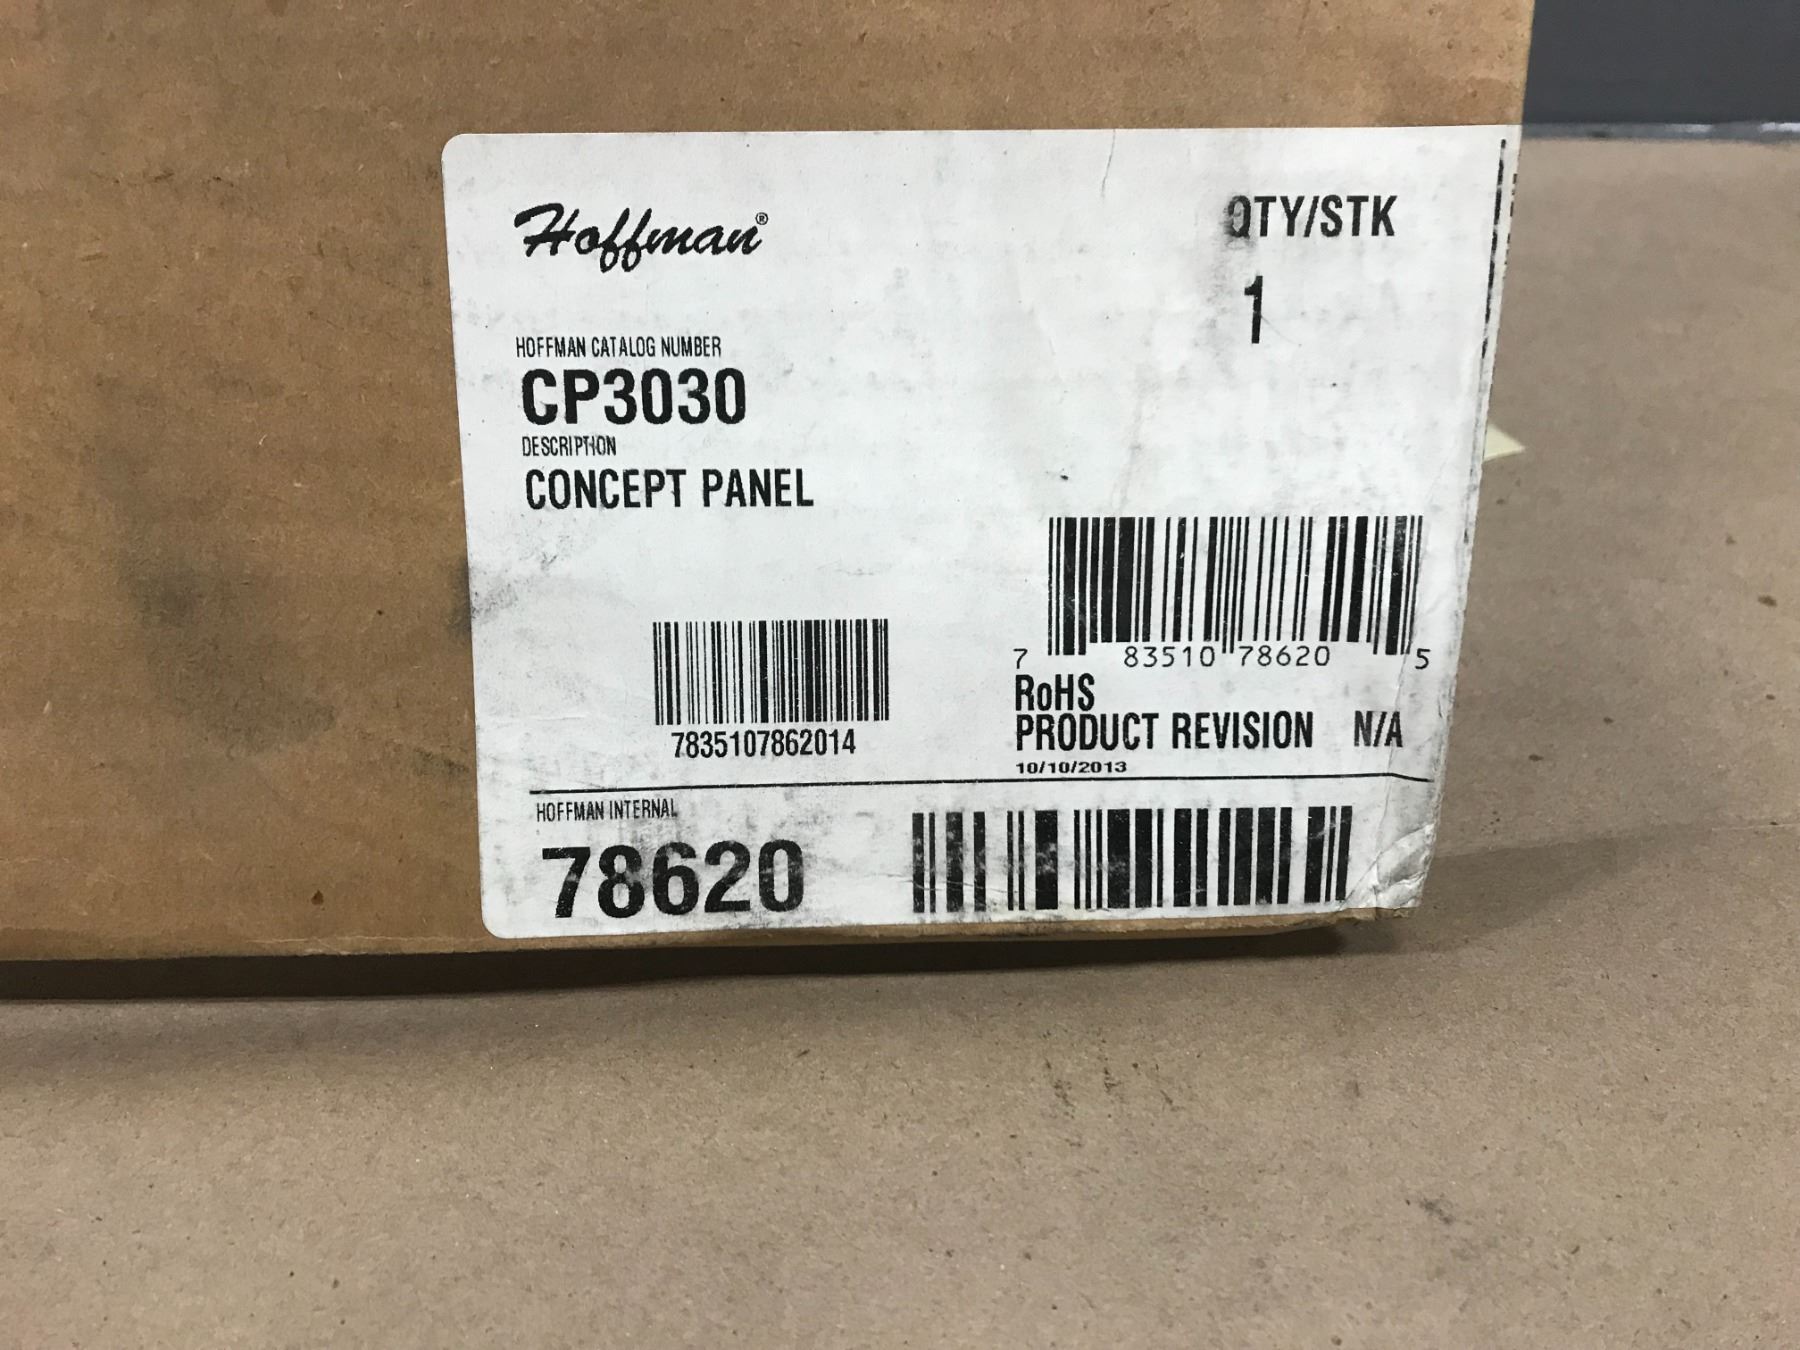 Hoffman®
QTY/STK
1
HOFFMAN CATALOG NUMBER
CP3030
DESCRIPTION
CONCEPT PANEL
7 83510 78620 5
7835107862014
RoHS
PRODUCT REVISION N/A
10/10/2013
HOFFMAN INTERNAL
78620